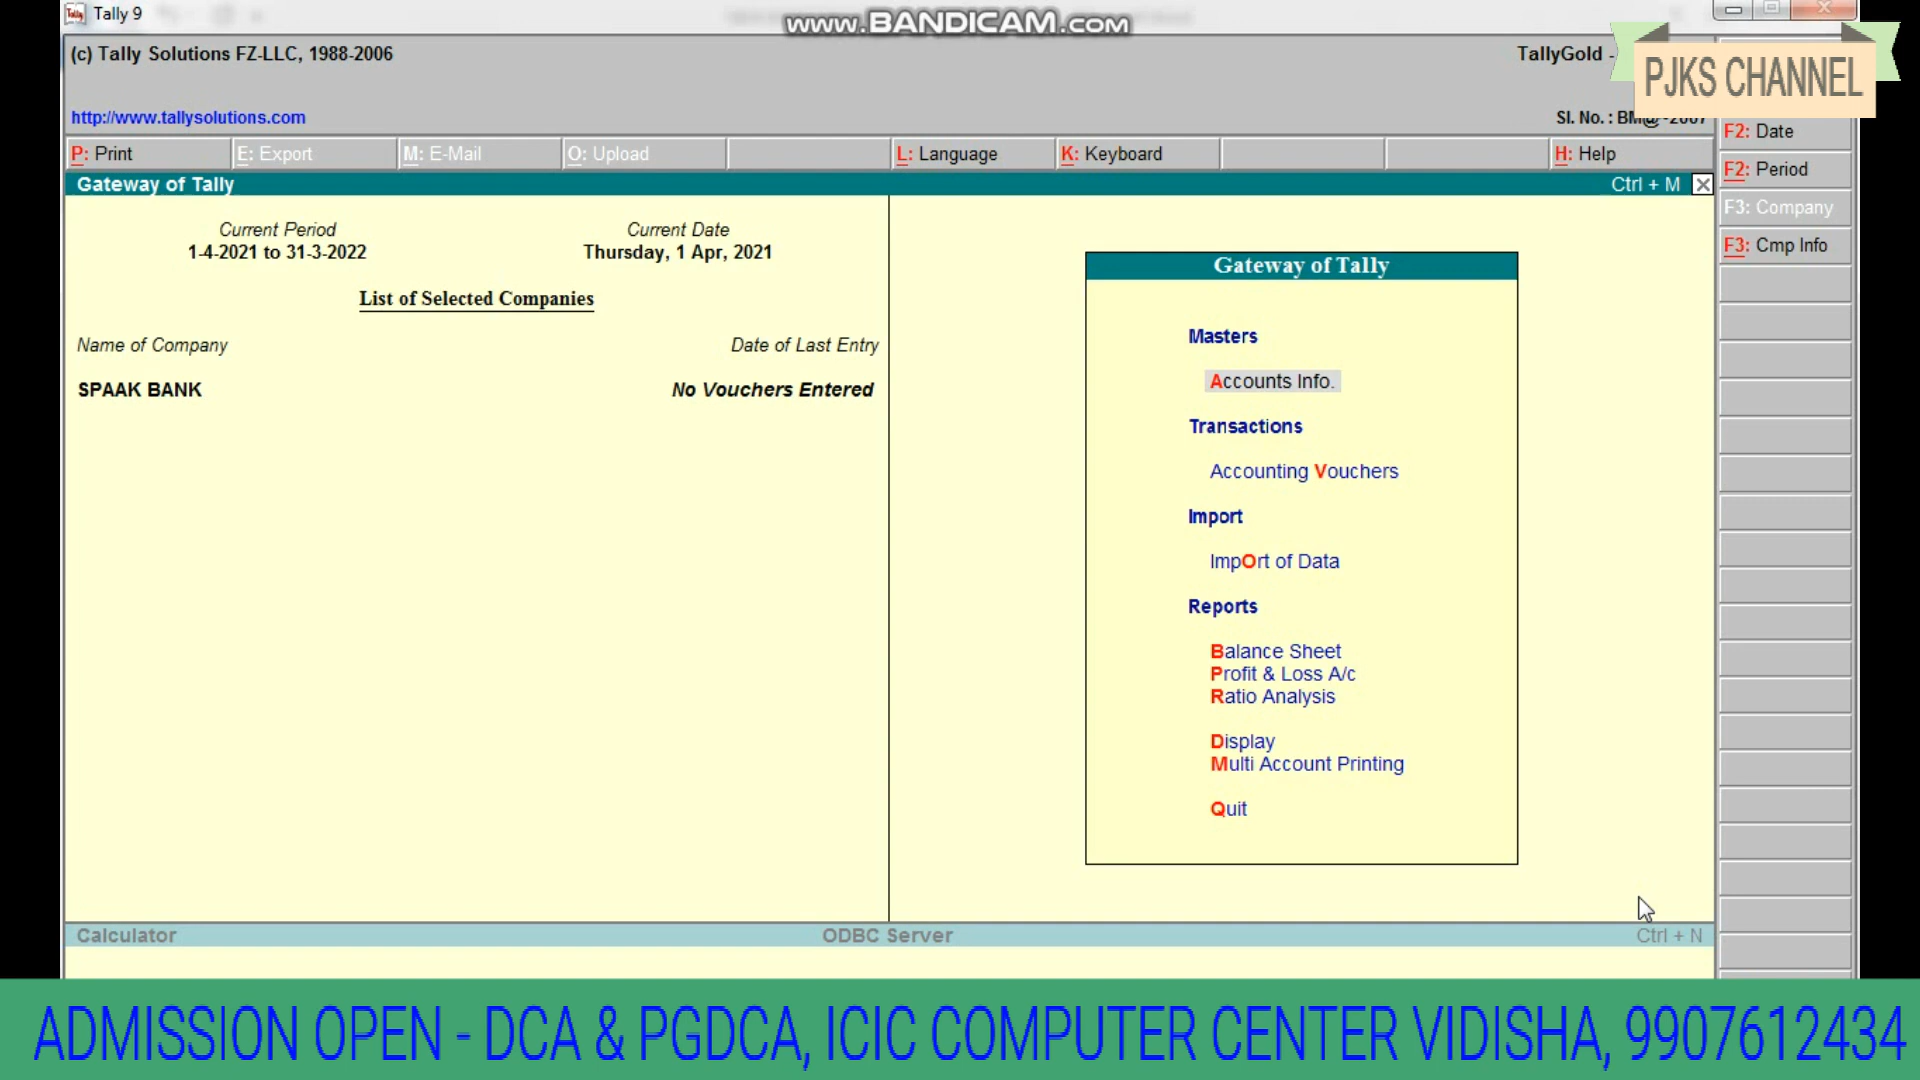 Tally 9
www.BANDICAM.com
(c) Tally Solutions FZ-LLC, 1988-2006
TallyGold -
PJKS CHANNEL
http://www.tallysolutions.com
Sl. No. : BM@
P: Print
E: Export
M: E-Mail
O: Upload
L: Language
K: Keyboard
H: Help
F2: Date
F2: Period
F3: Company
F3: Cmp Info
Gateway of Tally
Ctrl + M
Current Period
1-4-2021 to 31-3-2022
Current Date
Thursday, 1 Apr, 2021
List of Selected Companies
Name of Company
Date of Last Entry
SPAAK BANK
No Vouchers Entered
Gateway of Tally
Masters
Accounts Info.
Transactions
Accounting Vouchers
Import
ImpOrt of Data
Reports
Balance Sheet
Profit & Loss A/c
Ratio Analysis
Display
Multi Account Printing
Quit
Calculator
ODBC Server
Ctrl + N
ADMISSION OPEN - DCA & PGDCA, ICIC COMPUTER CENTER VIDISHA, 9907612434